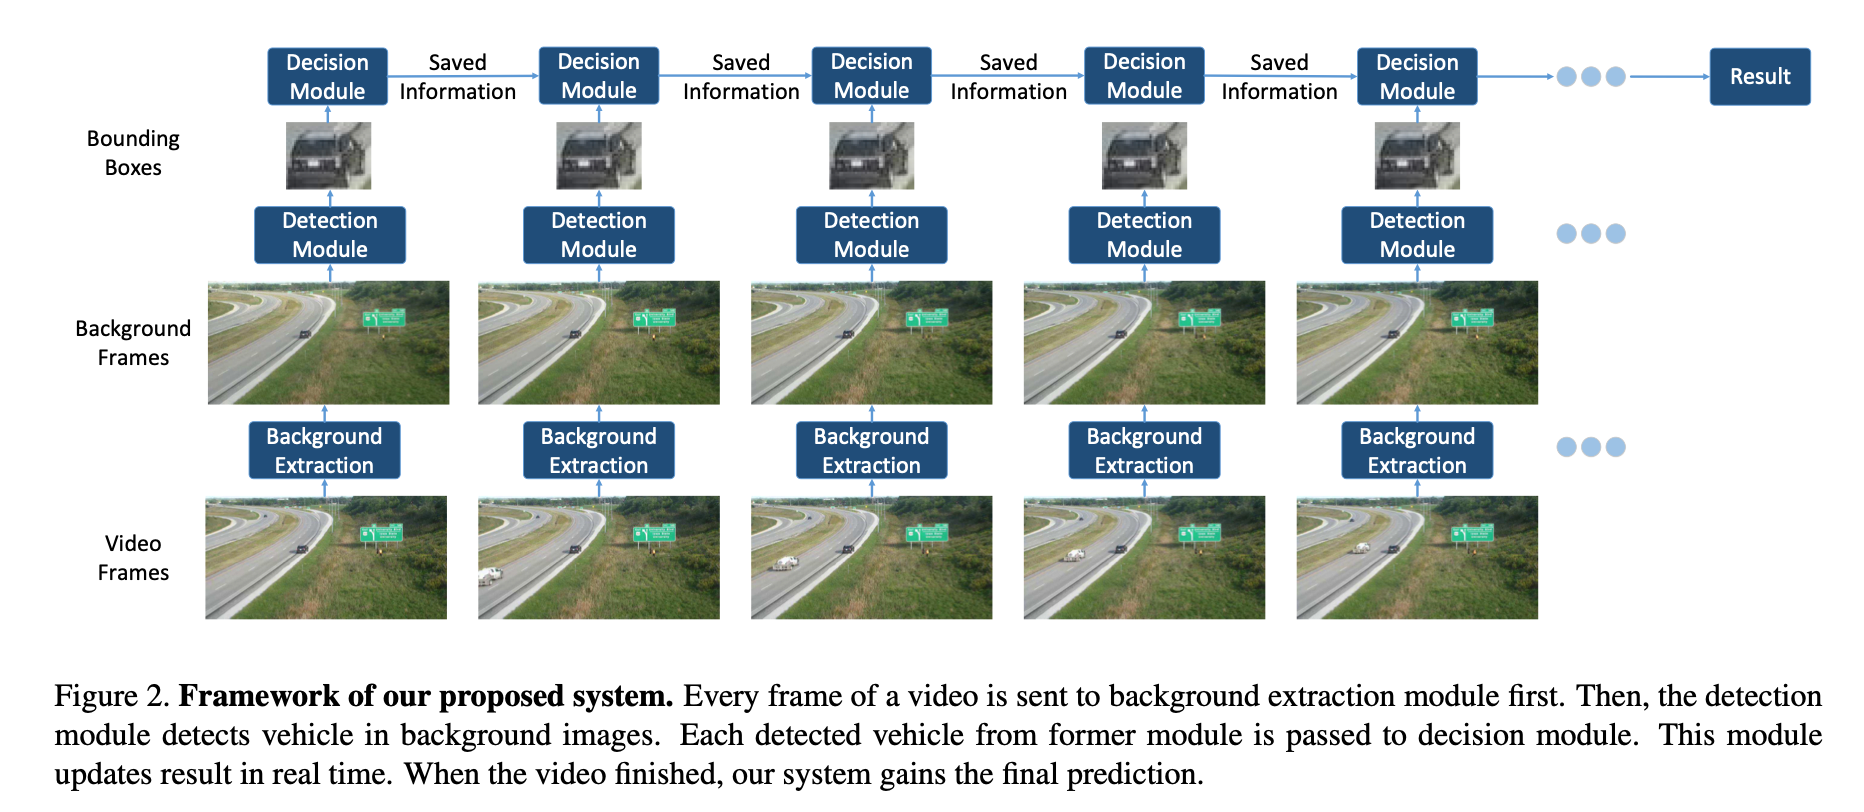 Decision Module
Saved Information
Decision Module
Saved Information
Decision Module
Saved Information
Decision Module
Saved Information
Decision Module
Result
Bounding Boxes
Detection Module
Detection Module
Detection Module
Detection Module
Detection Module
Background Frames
Background Extraction
Background Extraction
Background Extraction
Background Extraction
Background Extraction
Video Frames
Figure 2. Framework of our proposed system. Every frame of a video is sent to background extraction module first. Then, the detection
module detects vehicle in background images. Each detected vehicle from former module is passed to decision module. This module
updates result in real time. When the video finished, our system gains the final prediction.